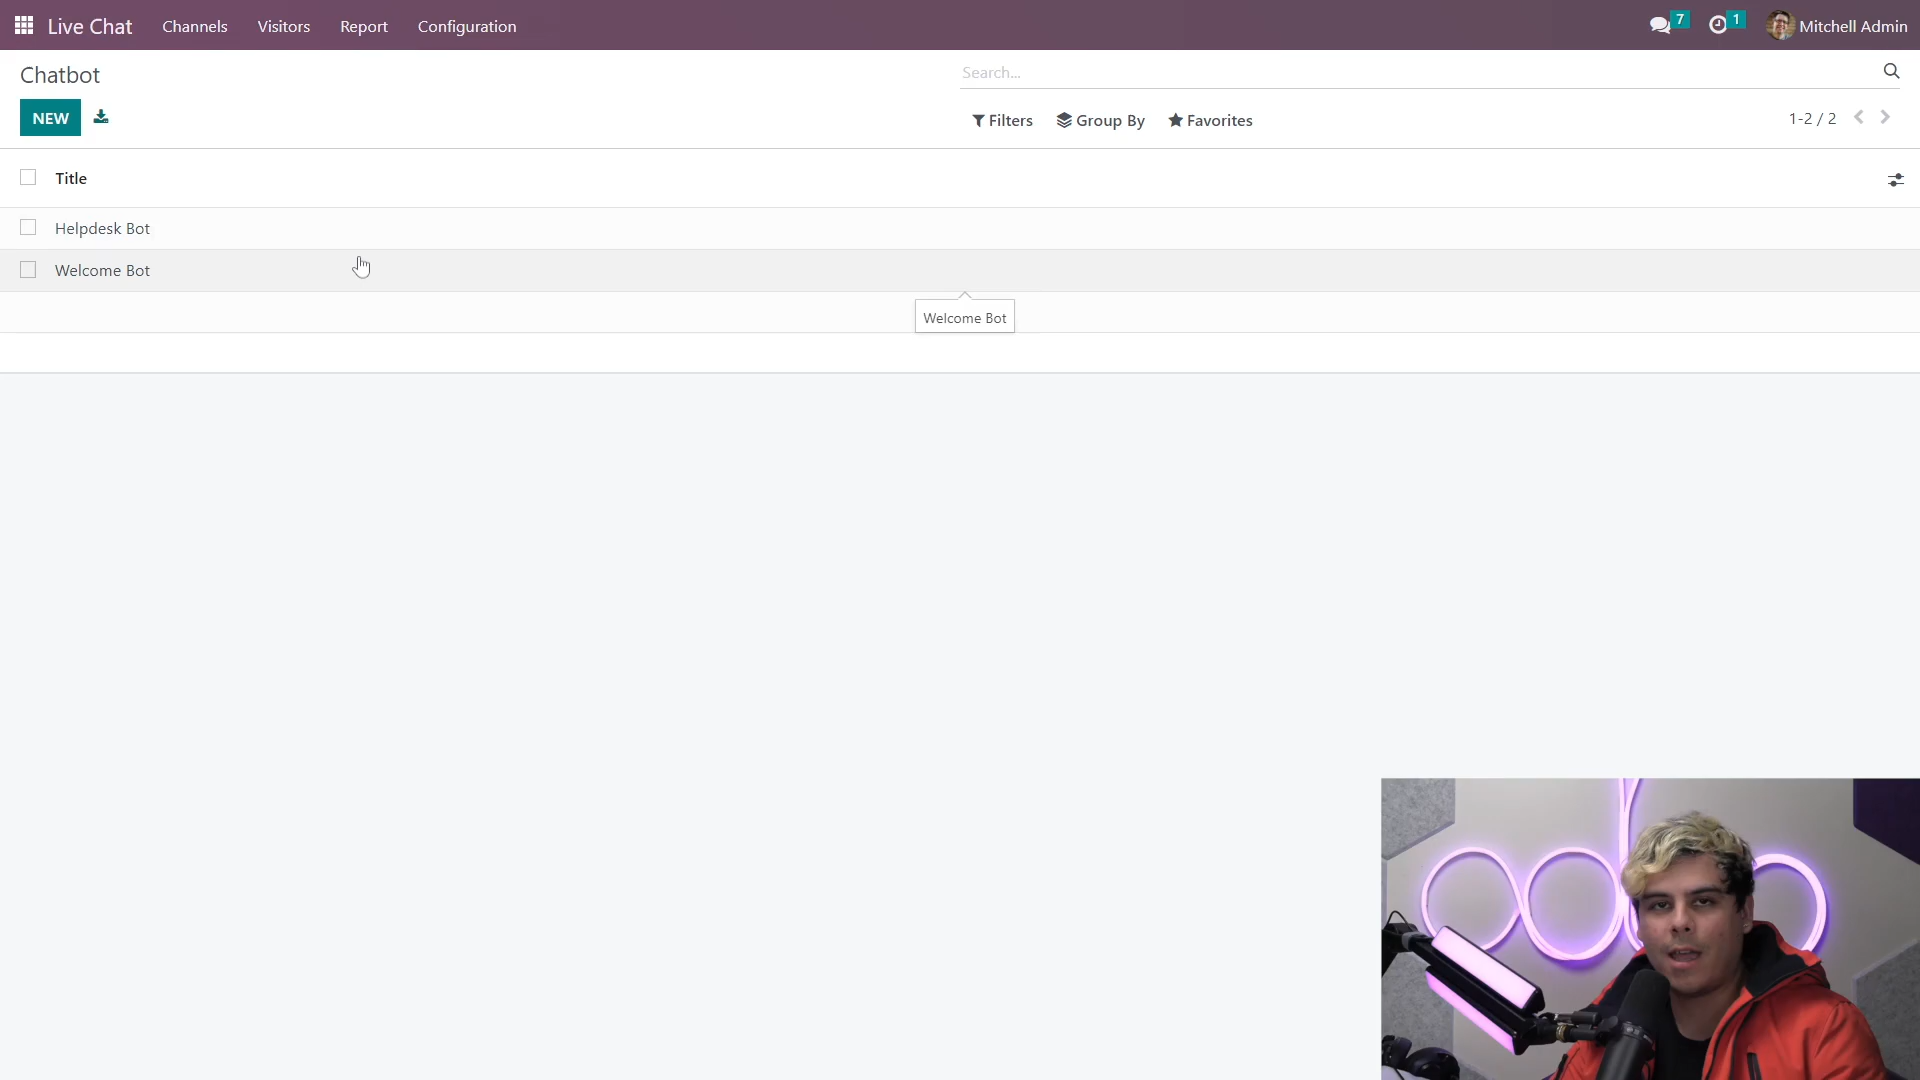 Live Chat Channels Visitors Report Configuration 7 1 Mitchell Admin
Chatbot Search...
NEW Filters Group By Favorites 1-2 / 2
Title
Helpdesk Bot
Welcome Bot
Welcome Bot
odoo